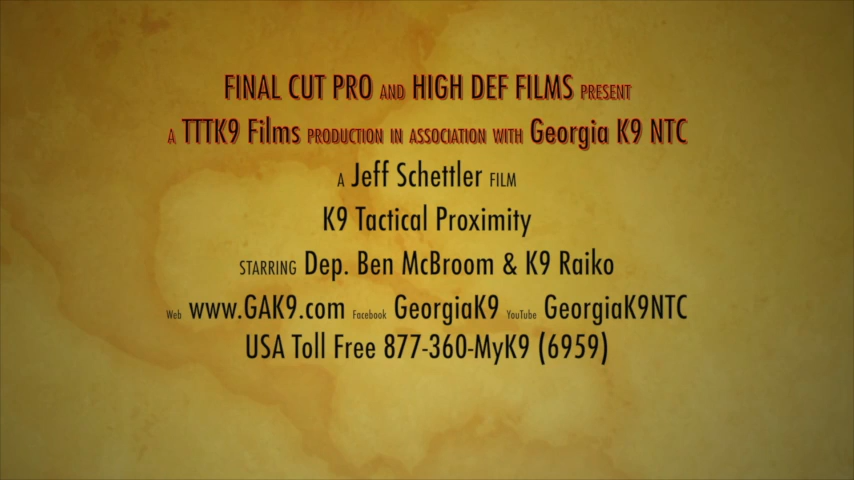 FINAL CUT PRO AND HIGH DEF FILMS PRESENT
A TTTK9 Films PRODUCTION IN ASSOCIATION WITH Georgia K9 NTC
A Jeff Schettler FILM
K9 Tactical Proximity
STARRING Dep. Ben McBroom & K9 Raiko
Web www.GAK9.com Facebook GeorgiaK9 YouTube GeorgiaK9NTC
USA Toll Free 877-360-MyK9 (6959)